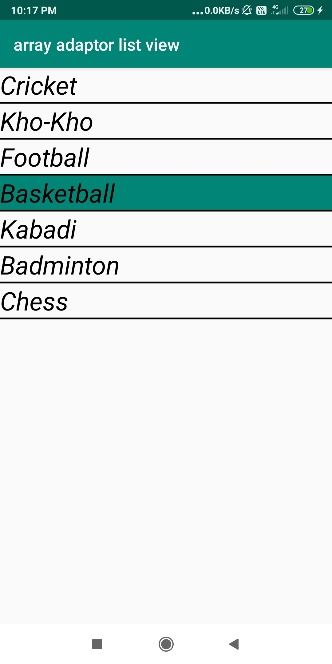 10:17 PM
...0.0KB/s 27
array adaptor list view
Cricket
Kho-Kho
Football
Basketball
Kabadi
Badminton
Chess